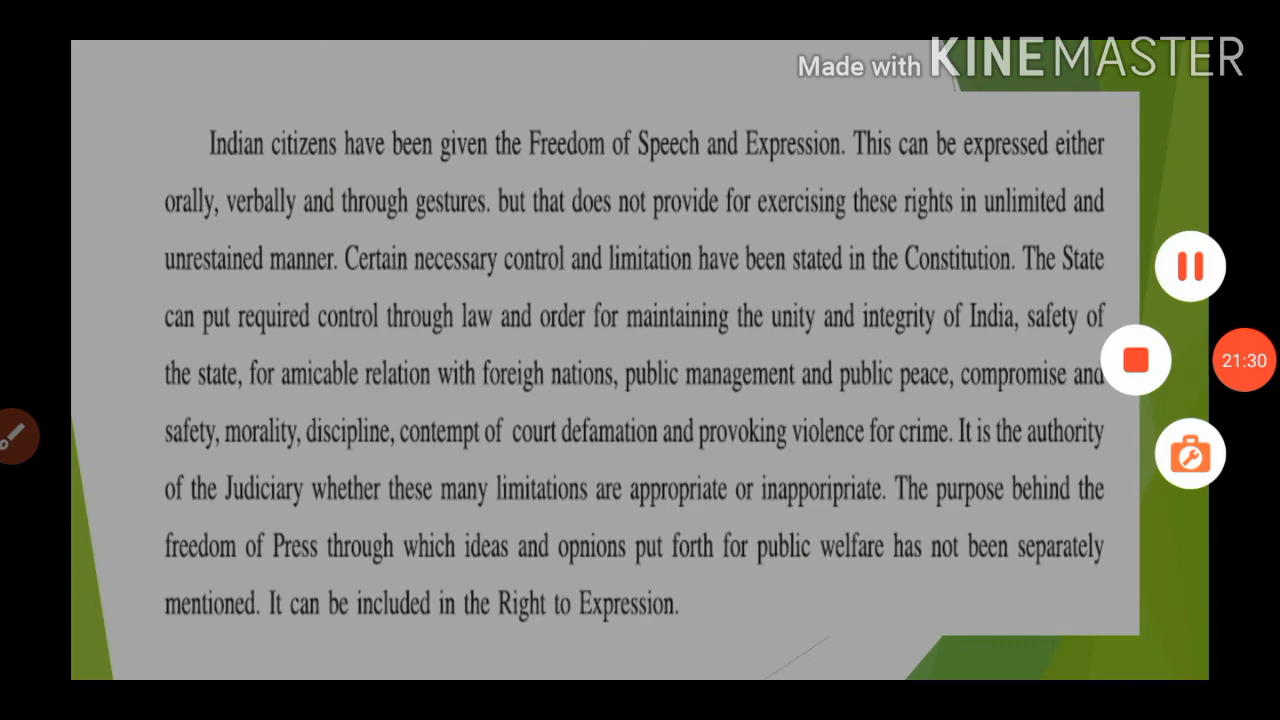 Made with KINEMASTER
Indian citizens have been given the Freedom of Speech and Expression. This can be expressed either
orally, verbally and through gestures. but that does not provide for exercising these rights in unlimited and
unrestained manner. Certain necessary control and limitation have been stated in the Constitution. The State
can put required control through law and order for maintaining the unity and integrity of India, safety of
the state, for amicable relation with foreigh nations, public management and public peace, compromise and
safety, morality, discipline, contempt of court defamation and provoking violence for crime. It is the authority
of the Judiciary whether these many limitations are appropriate or inapporipriate. The purpose behind the
freedom of Press through which ideas and opnions put forth for public welfare has not been separately
mentioned. It can be included in the Right to Expression.
21:30